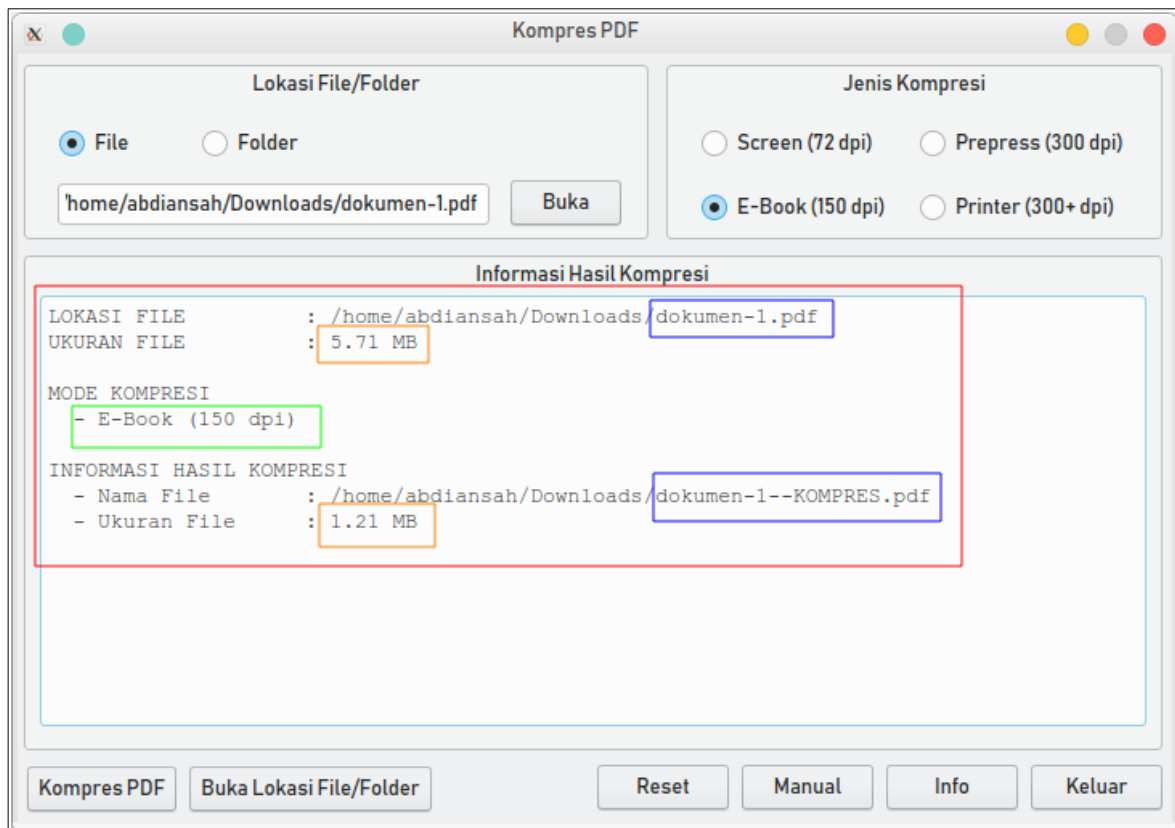 Kompres PDF
Lokasi File/Folder
File Folder
'home/abdiansah/Downloads/dokumen-1.pdf Buka
Jenis Kompresi
Screen (72 dpi) Prepress (300 dpi)
E-Book (150 dpi) Printer (300+ dpi)
Informasi Hasil Kompresi
LOKASI FILE : /home/abdiansah/Downloads/dokumen-1.pdf
UKURAN FILE : 5.71 MB
MODE KOMPRESI
- E-Book (150 dpi)
INFORMASI HASIL KOMPRESI
- Nama File : /home/abdiansah/Downloads/dokumen-1--KOMPRES.pdf
- Ukuran File : 1.21 MB
Kompres PDF Buka Lokasi File/Folder Reset Manual Info Keluar